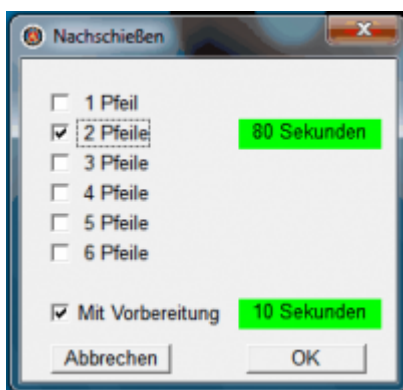 Nachschießen
1 Pfeil
2 Pfeile 80 Sekunden
3 Pfeile
4 Pfeile
5 Pfeile
6 Pfeile
Mit Vorbereitung 10 Sekunden
Abbrechen OK